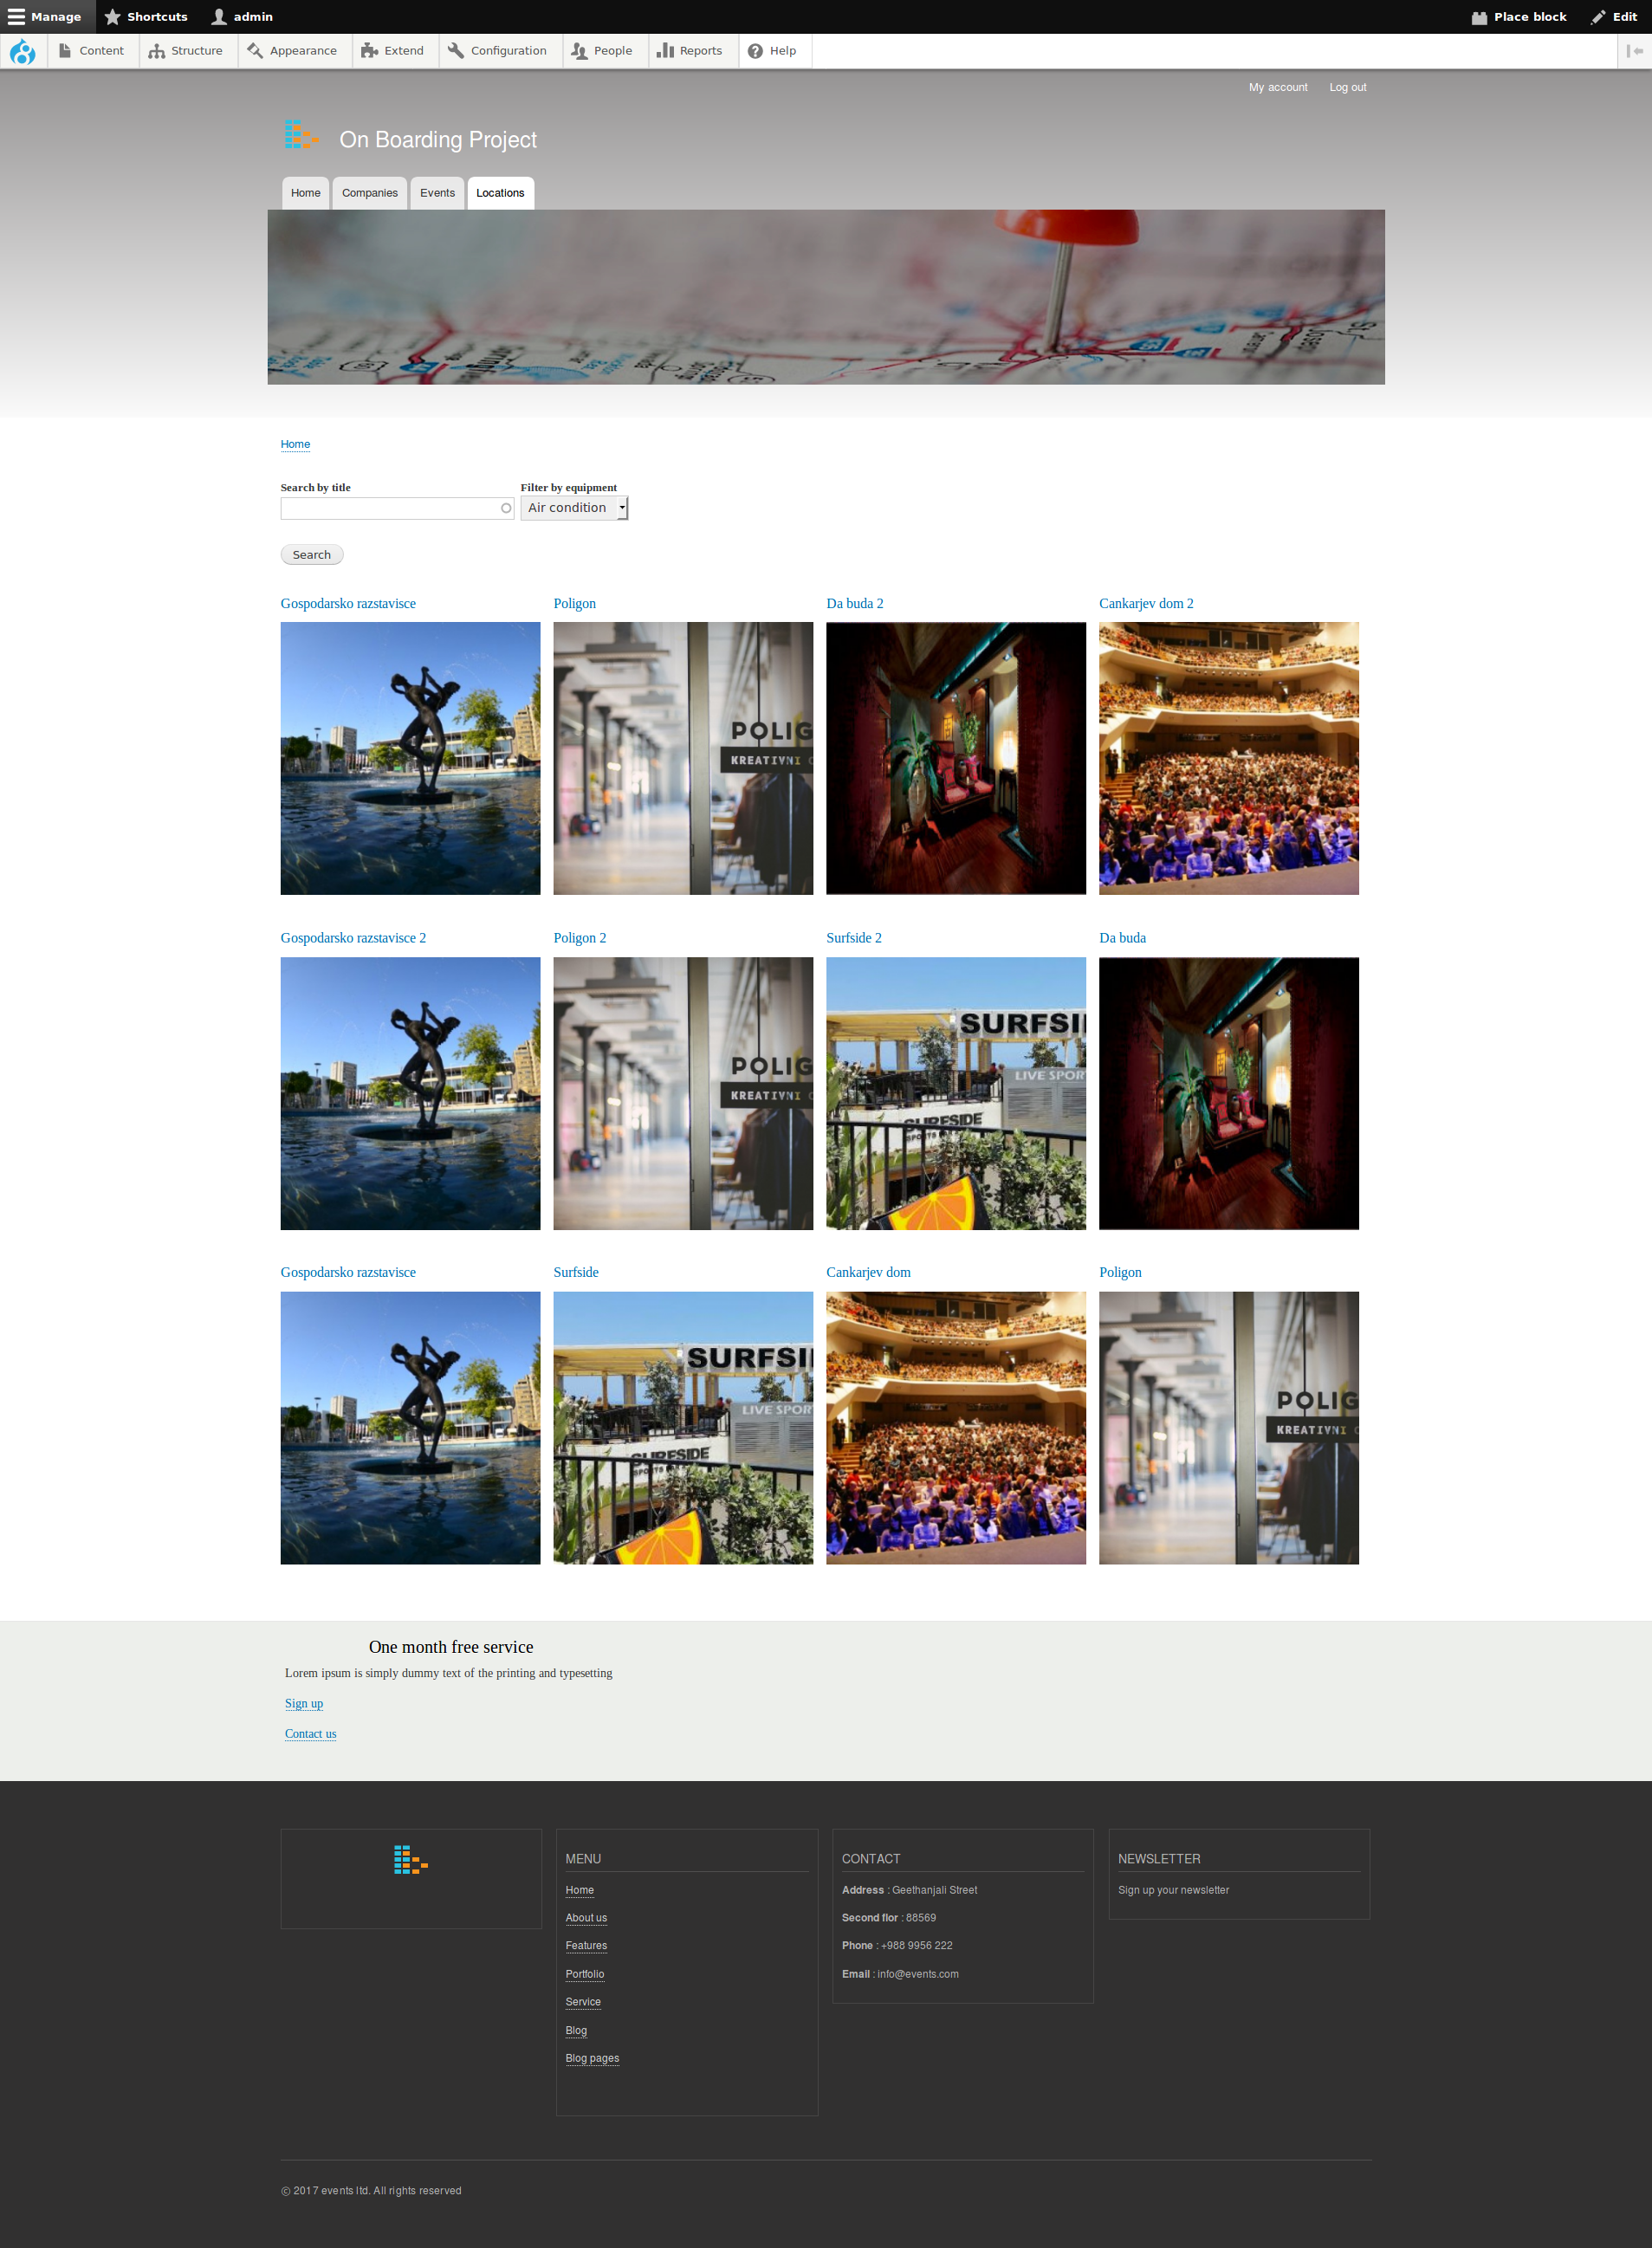 Manage Shortcuts admin Place block Edit
Content Structure Appearance Extend Configuration People Reports Help
My account Log out
On Boarding Project
Home Companies Events Locations
Home
Search by title Filter by equipment
Air condition
Search
Gospodarsko razstavisce Poligon Da buda 2 Cankarjev dom 2
POLIG
KREATIVNI
Gospodarsko razstavisce 2 Poligon 2 Surfside 2 Da buda
SURFSI
POLIG
LIVE SPOR
KREATIVNI
SURFSIDE
SPORTS
Gospodarsko razstavisce Surfside Cankarjev dom Poligon
SURFSI
POLIG
LIVE SPOR
KREATIVNI
SURFSIDE
SPORTS
One month free service
Lorem ipsum is simply dummy text of the printing and typesetting
Sign up
Contact us
MENU
Home
About us
Features
Portfolio
Service
Blog
Blog pages
CONTACT
Address : Geethanjali Street
Second flor : 88569
Phone : +988 9956 222
Email : info@events.com
NEWSLETTER
Sign up your newsletter
© 2017 events ltd. All rights reserved